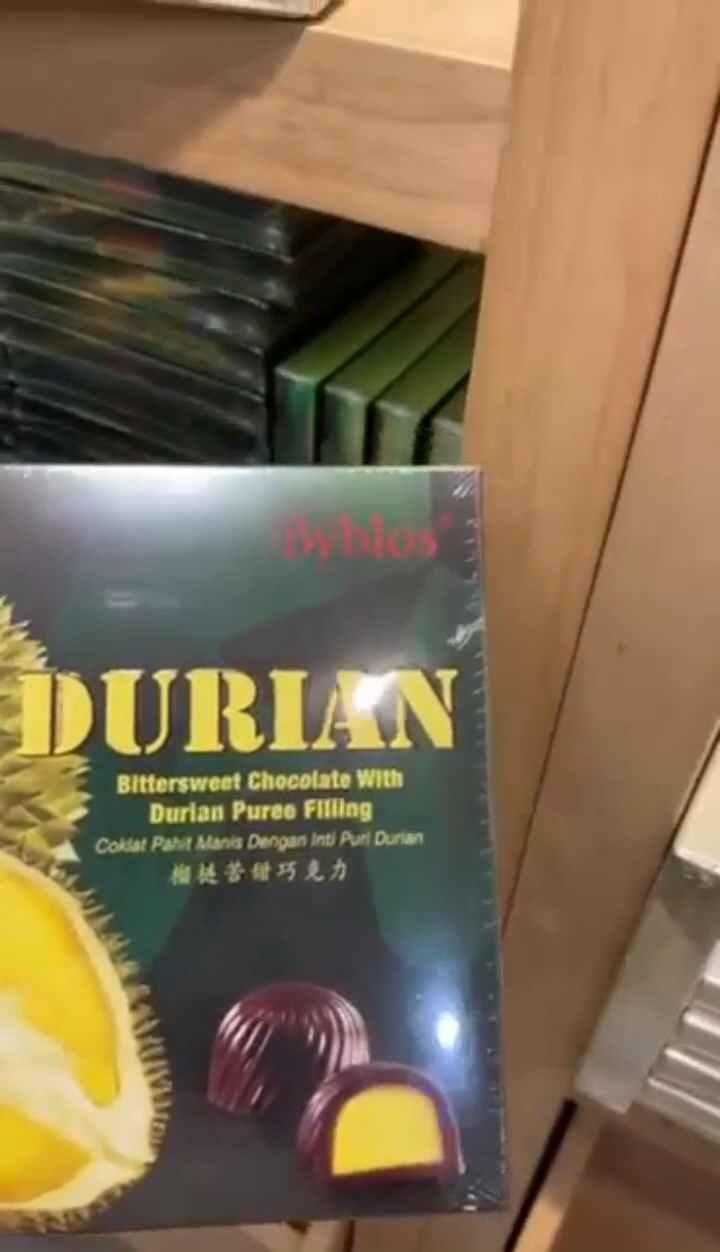 Byblos®
DURIAN
Bittersweet Chocolate With
Durian Puree Filling
Coklat Pahit Manis Dengan Inti Puri Durian
榴梿苦甜巧克力